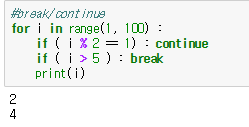 #break/continue
for i in range(1, 100) :
    if ( i % 2 == 1) : continue
    if ( i > 5 ) : break
    print(i)
2
4